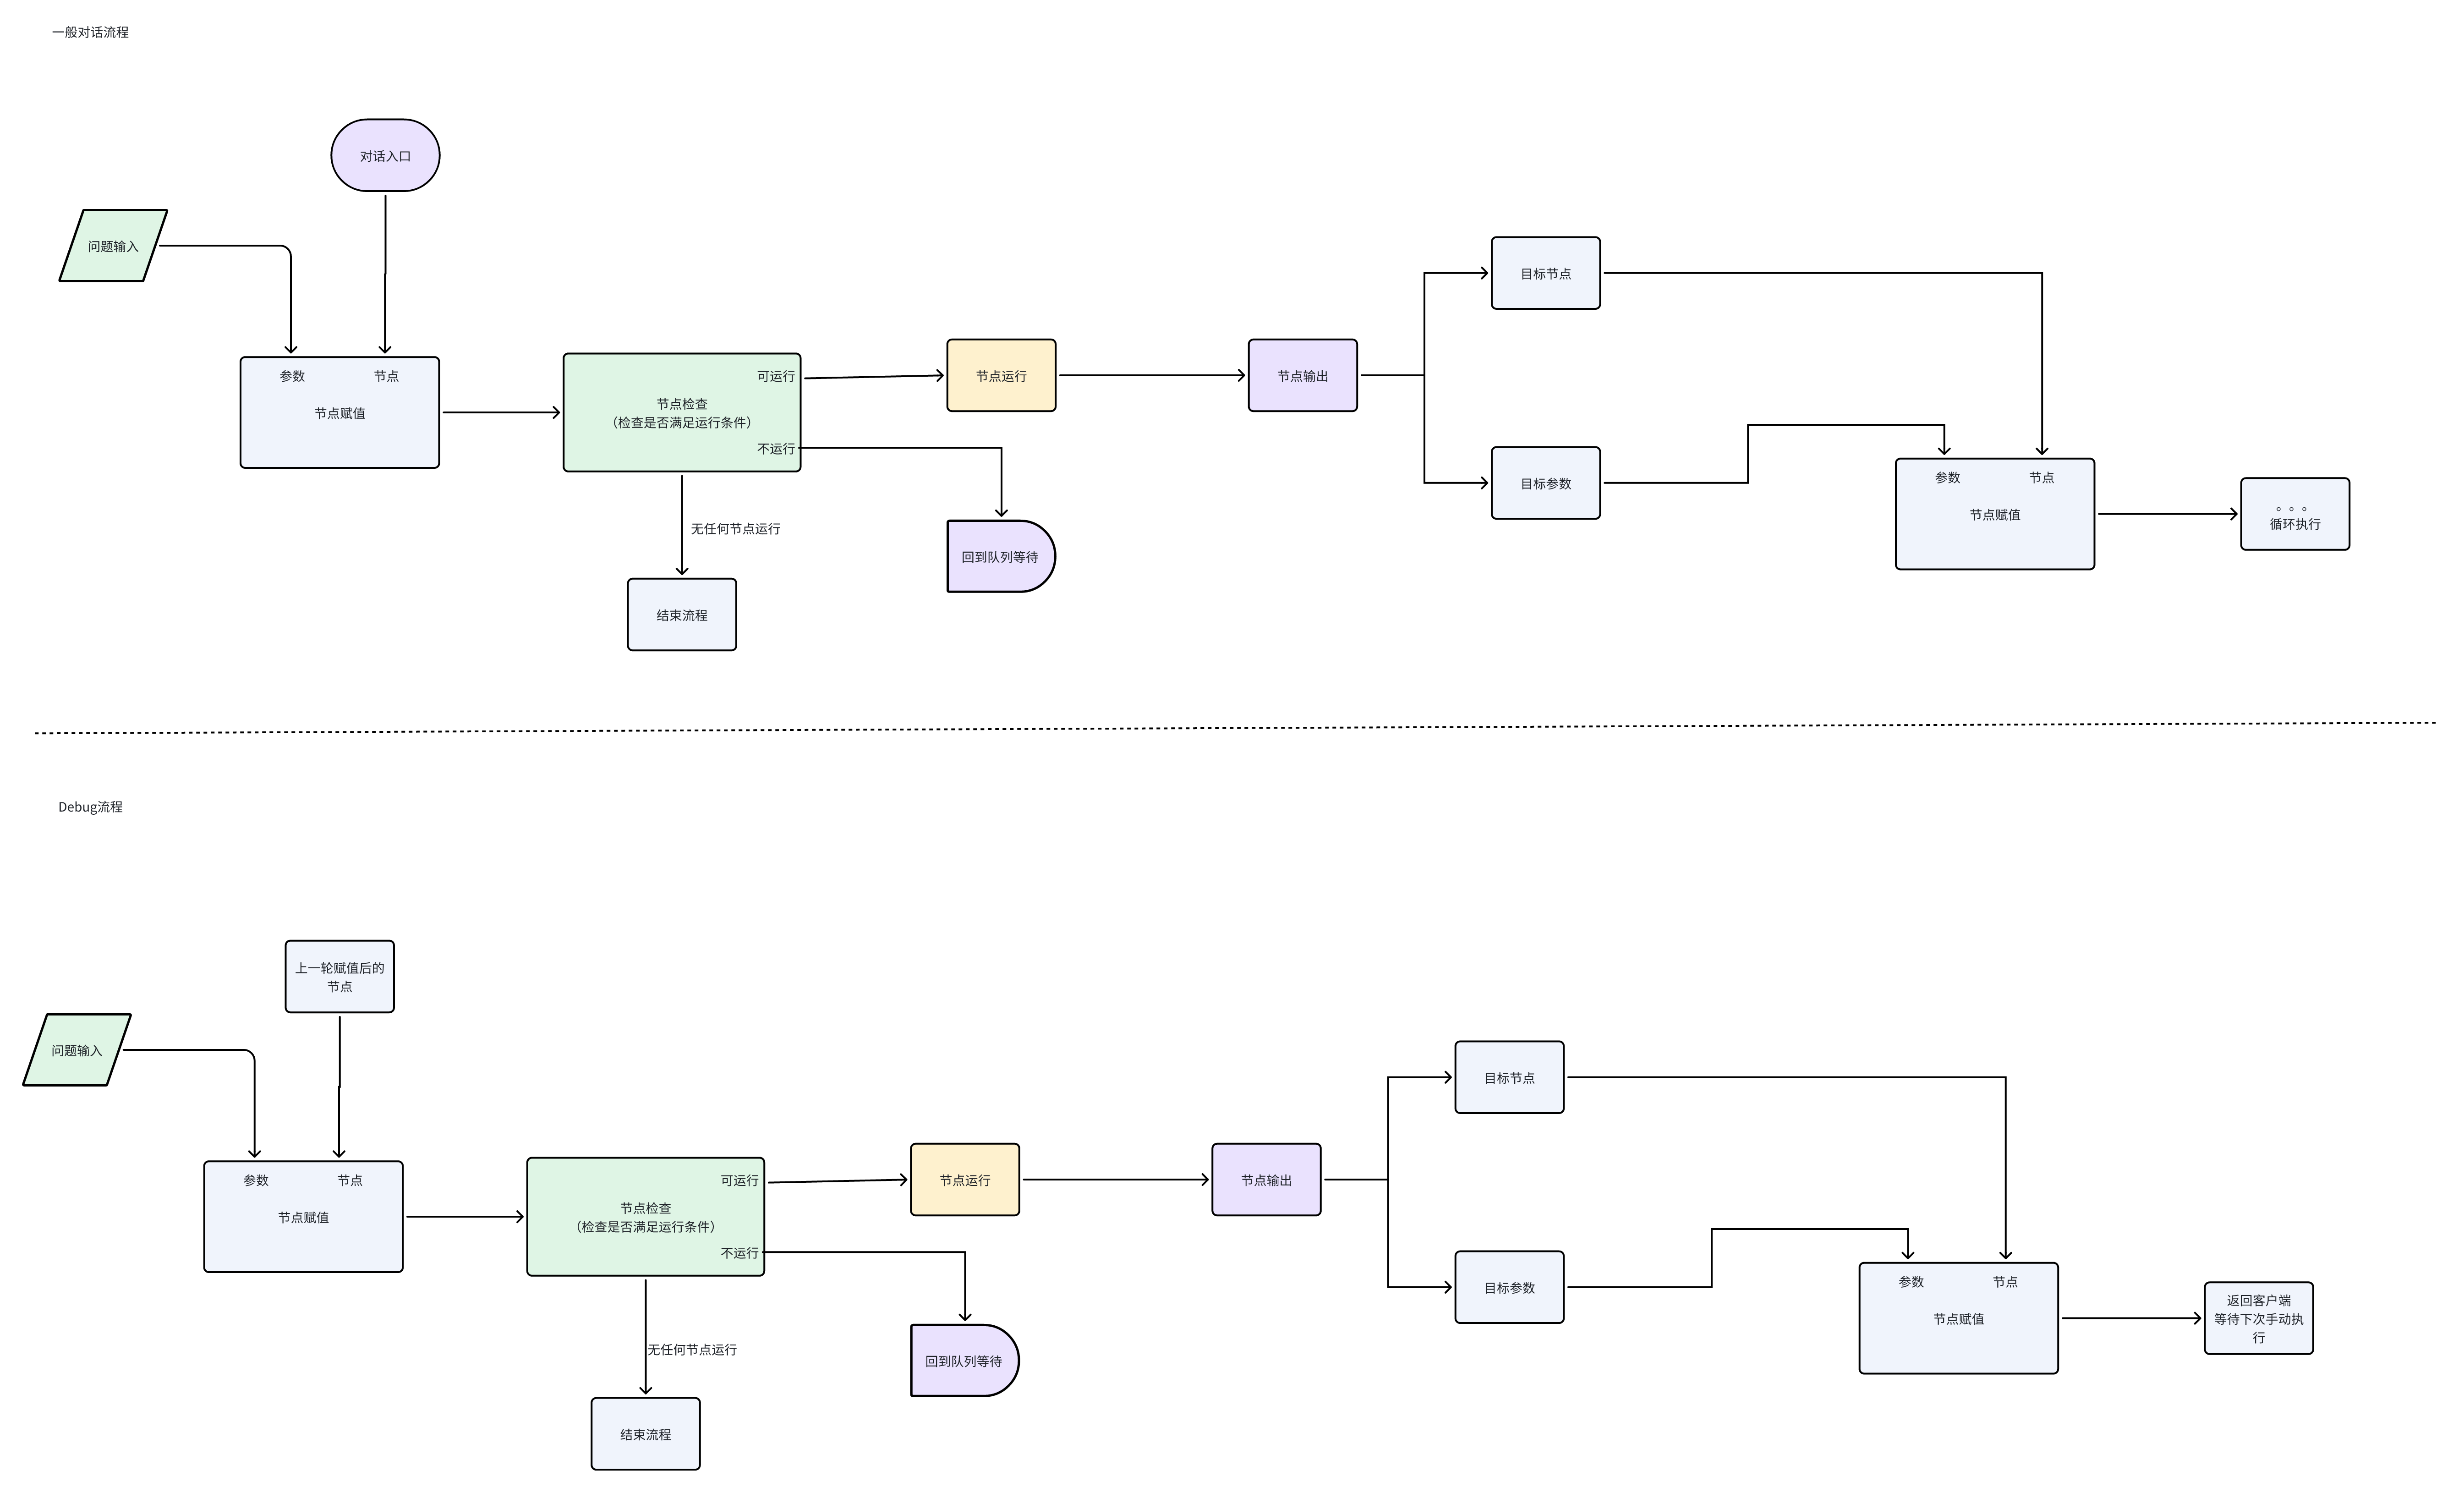 一般对话流程
对话入口
问题输入
参数
节点
节点赋值
可运行
节点检查
（检查是否满足运行条件）
不运行
无任何节点运行
结束流程
节点运行
回到队列等待
节点输出
目标节点
目标参数
参数
节点
节点赋值
。。。
循环执行
Debug流程
上一轮赋值后的
节点
问题输入
参数
节点
节点赋值
可运行
节点检查
（检查是否满足运行条件）
不运行
无任何节点运行
结束流程
节点运行
回到队列等待
节点输出
目标节点
目标参数
参数
节点
节点赋值
返回客户端
等待下次手动执
行